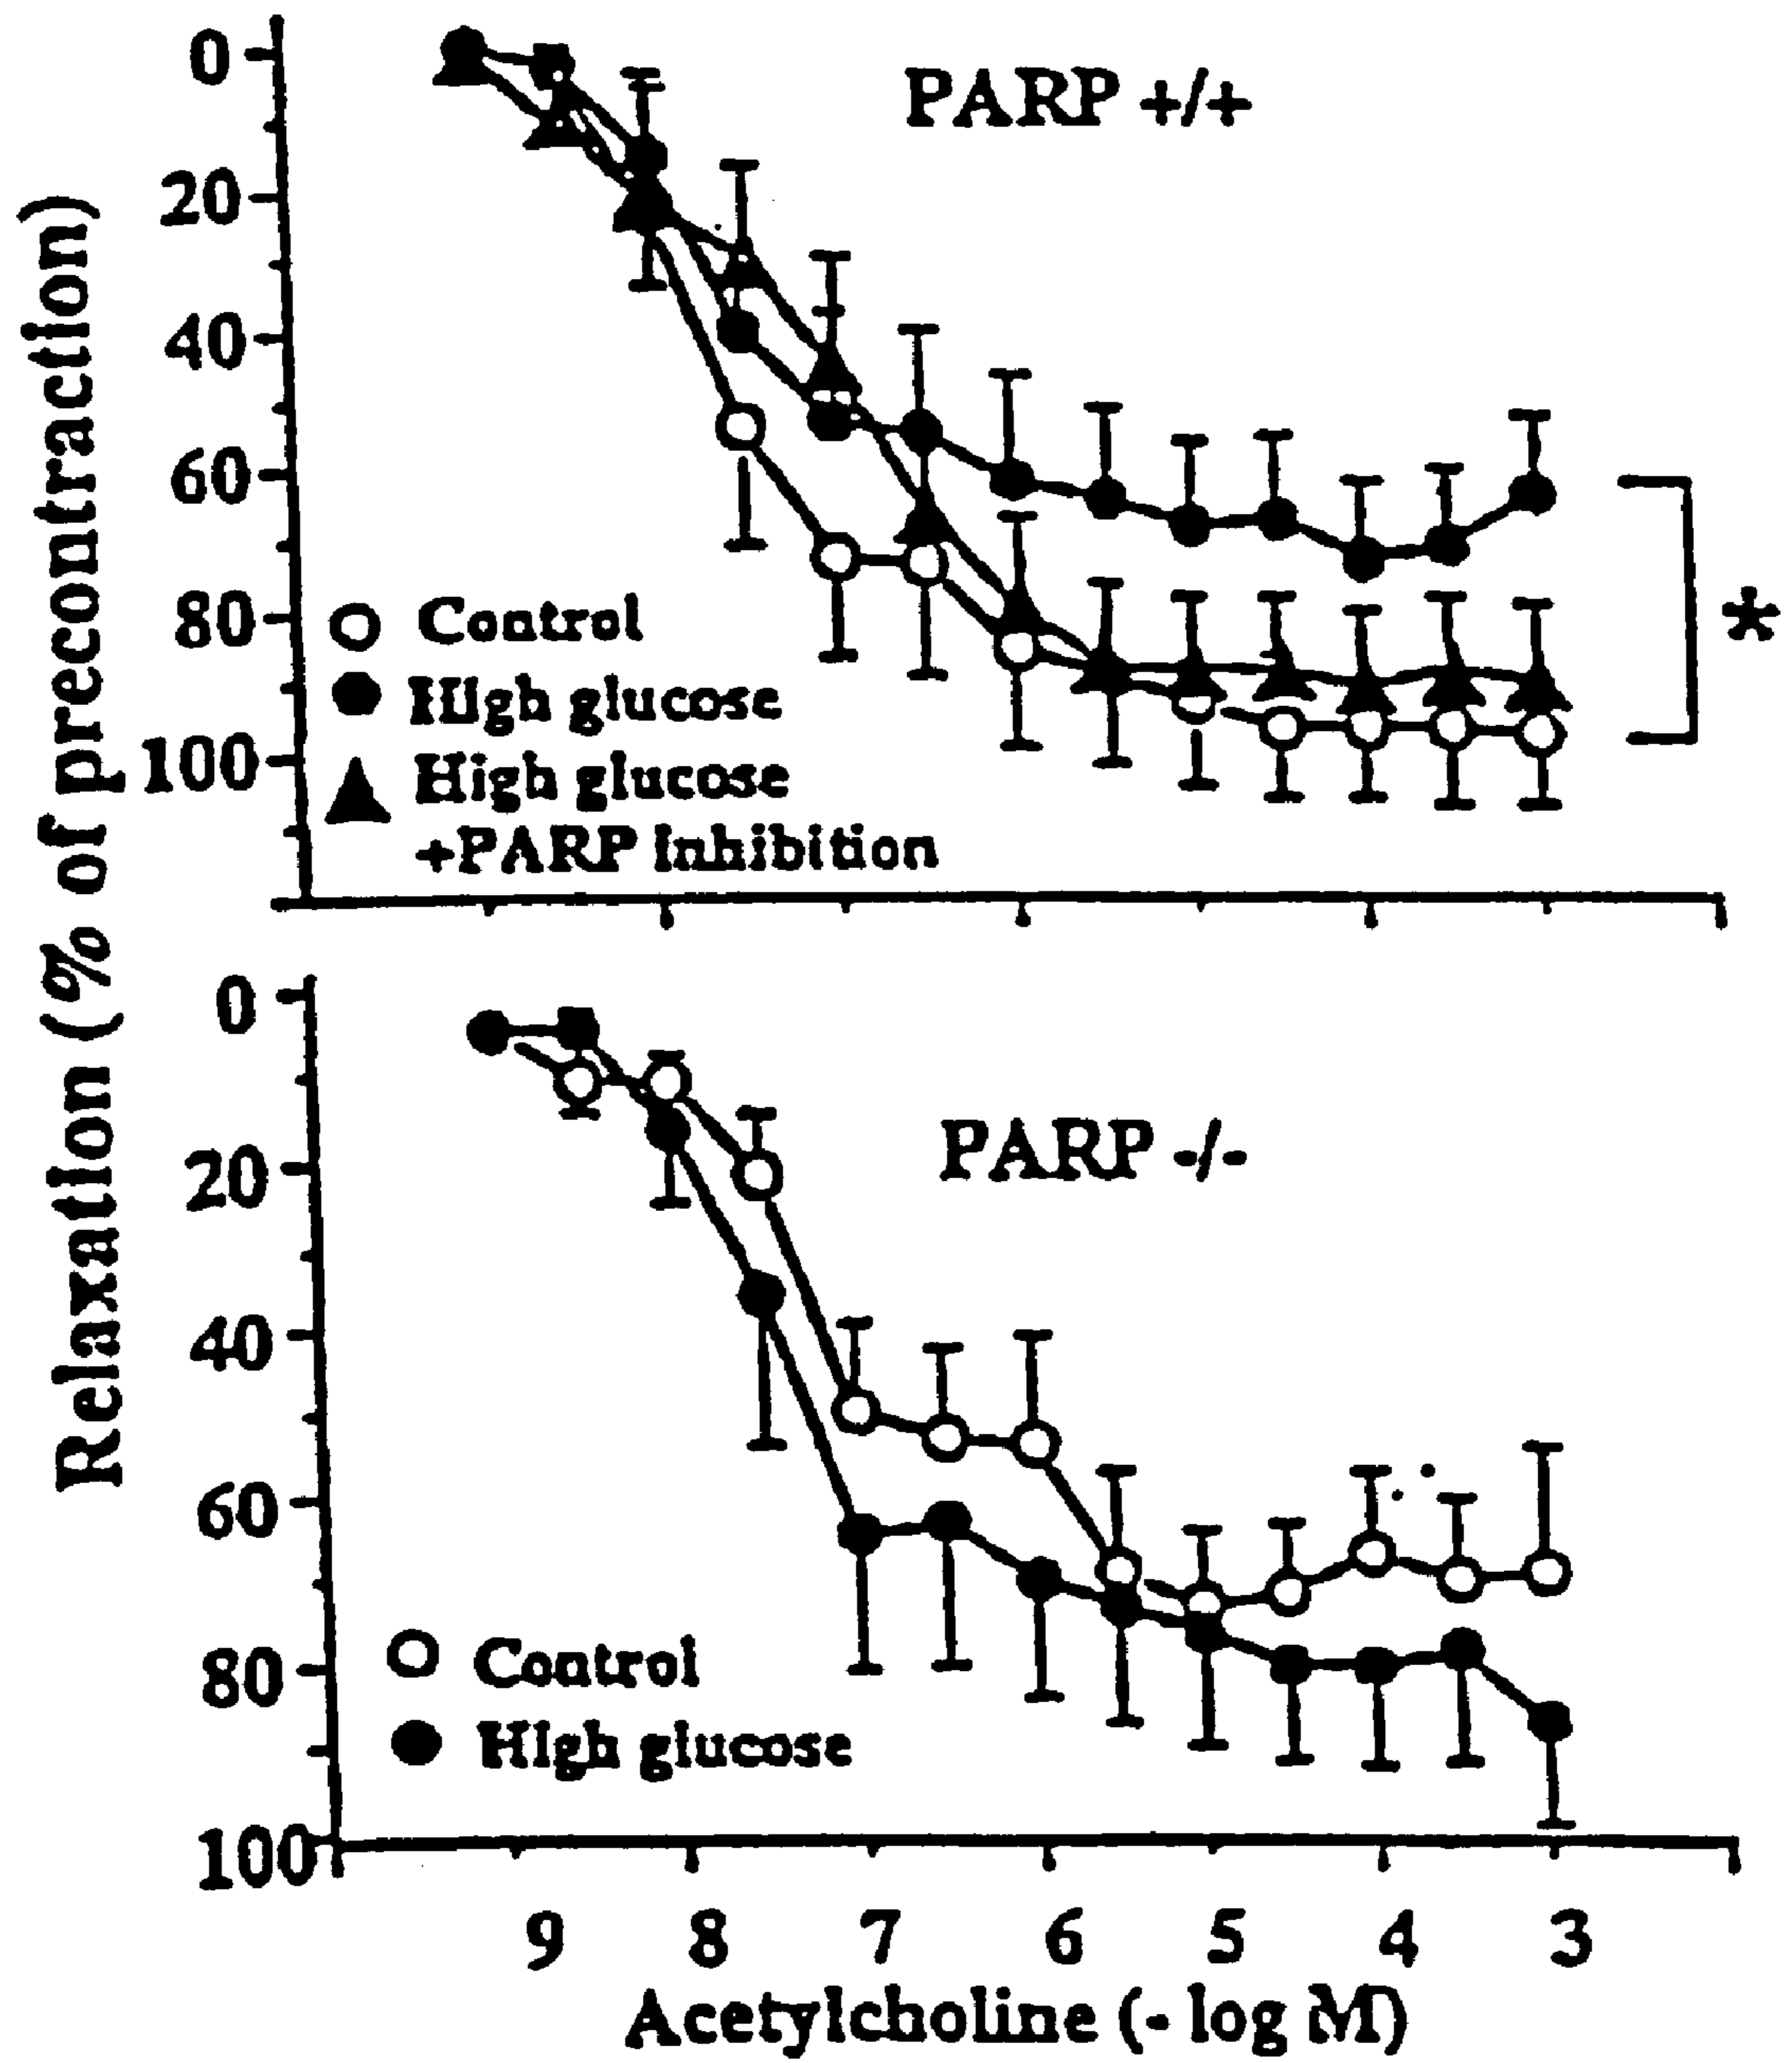 Relaxation (% of precontraction)
PARP +/+
0
20
40
60
80
100
Control
High glucose
High glucose
+PARP Inhibition
*
PARP -/-
0
20
40
60
80
100
Control
High glucose
9 8 7 6 5 4 3
Acetylcholine (- log M)